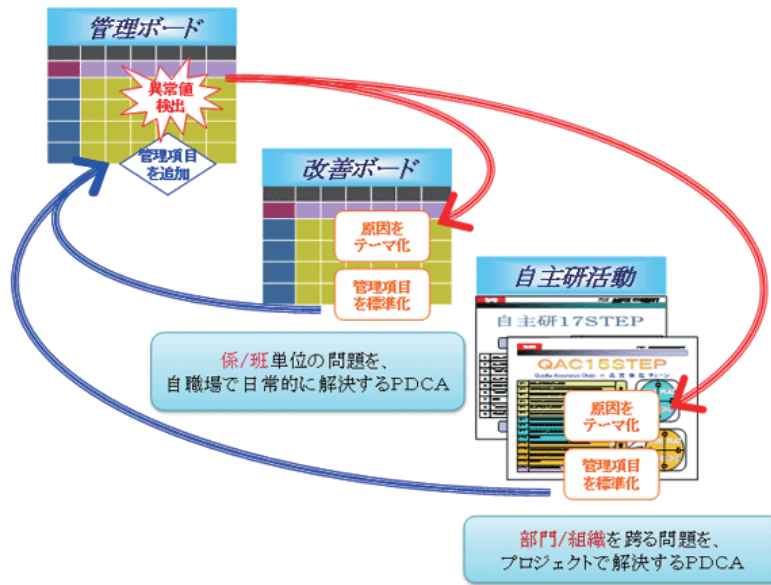 管理ボード
異常値
検出
管理項目
を追加
改善ボード
原因を
テーマ化
管理項目
を標準化
係/班単位の問題を、
自職場で日常的に解決するPDCA
自主研活動
自主研17STEP
QAC15STEP
Quality Assurance Chain
原因を
テーマ化
管理項目
を標準化
部門/組織を跨る問題を、
プロジェクトで解決するPDCA